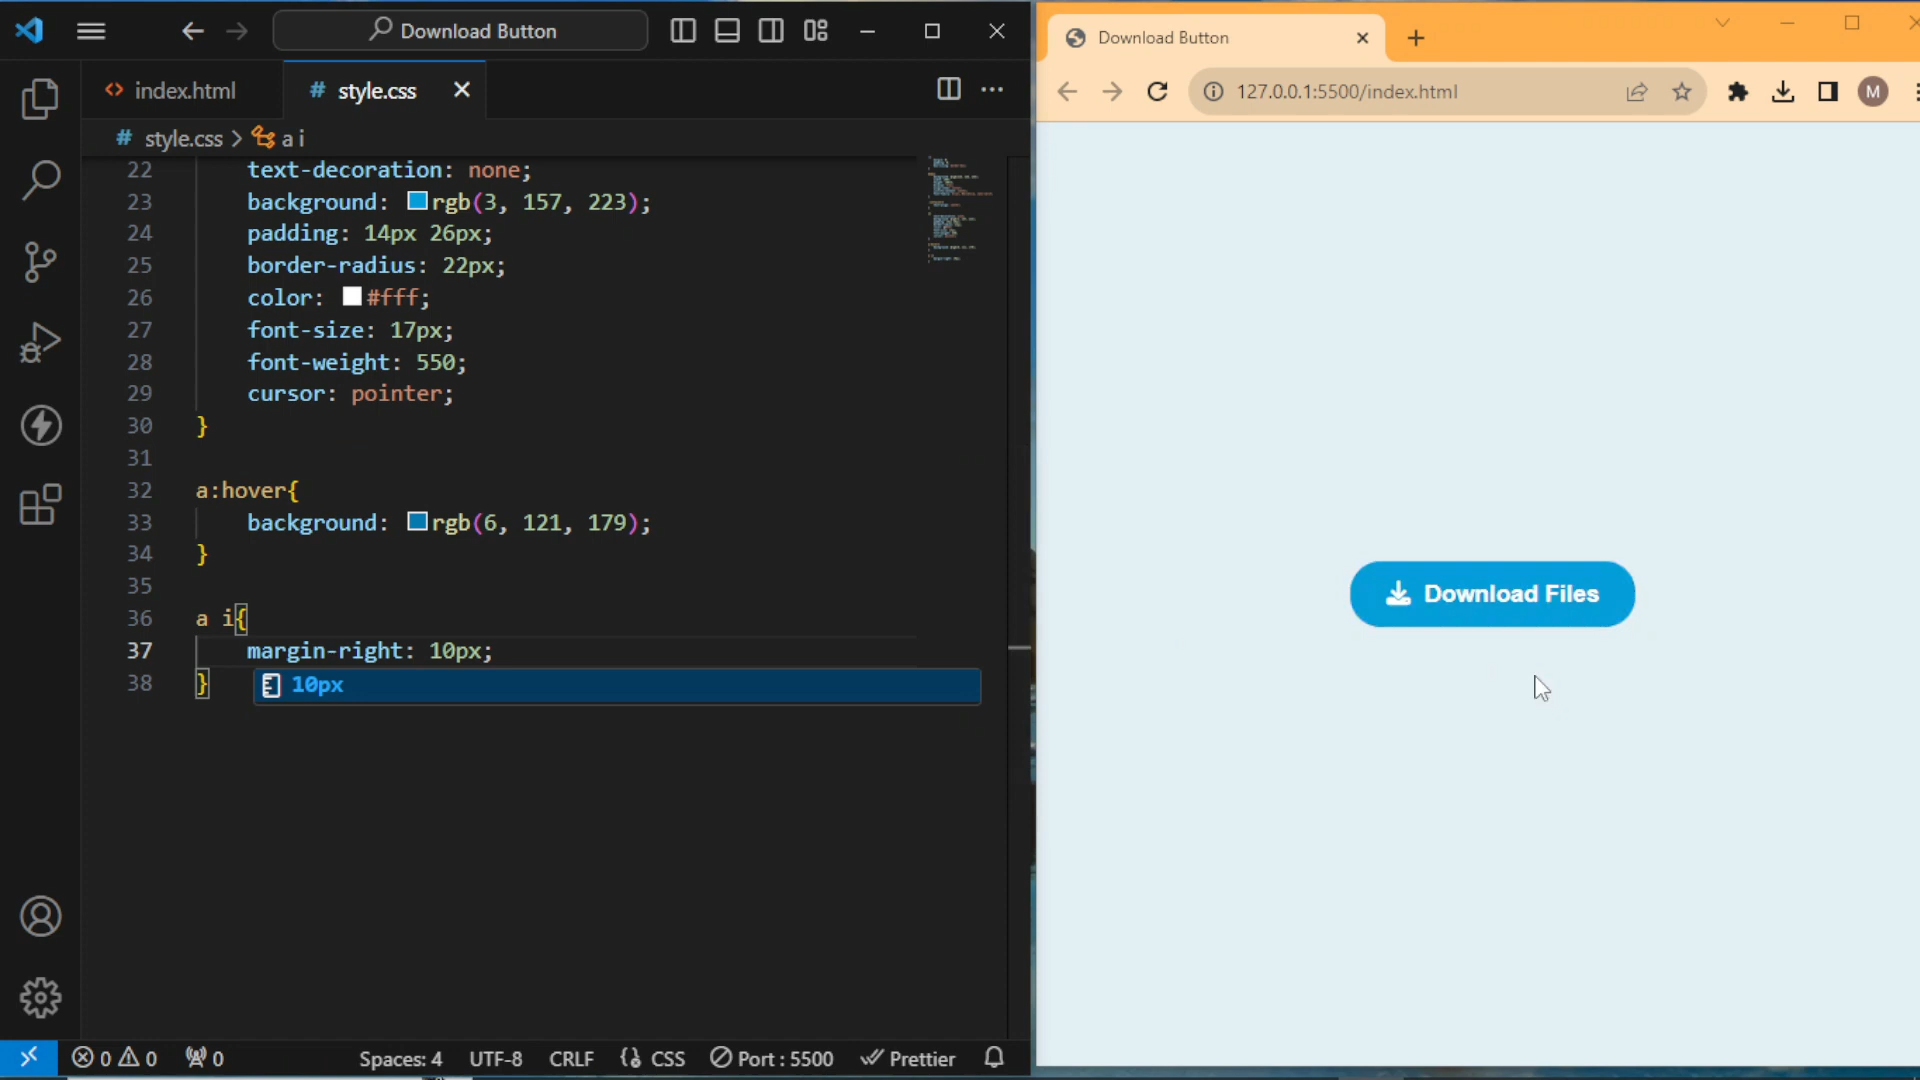 Download Button
index.html
# style.css
# style.css > a i
22 text-decoration: none;
23 background: rgb(3, 157, 223);
24 padding: 14px 26px;
25 border-radius: 22px;
26 color: #fff;
27 font-size: 17px;
28 font-weight: 550;
29 cursor: pointer;
30 }
31
32 a:hover{
33 background: rgb(6, 121, 179);
34 }
35
36 a i{
37 margin-right: 10px;
38 }
10px
0 0 0 Spaces: 4 UTF-8 CRLF {} CSS Port : 5500 Prettier
Download Button
127.0.0.1:5500/index.html
M
Download Files